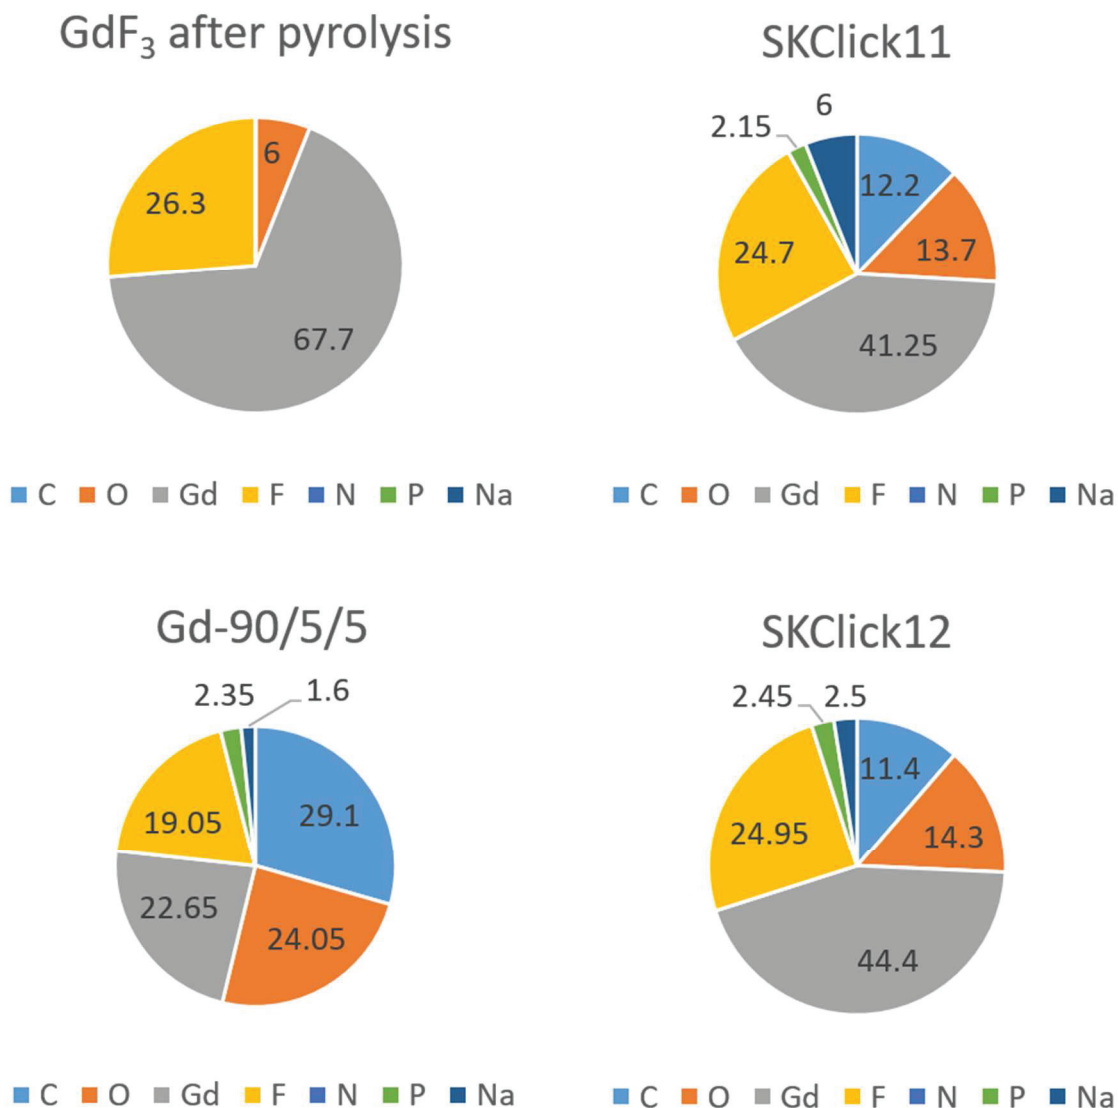 GdF₃ after pyrolysis
6
26.3
67.7
C O Gd F N P Na
SKClick11
6
2.15
12.2
24.7
13.7
41.25
C O Gd F N P Na
Gd-90/5/5
2.35
1.6
29.1
19.05
22.65
24.05
C O Gd F N P Na
SKClick12
2.45
2.5
11.4
24.95
14.3
44.4
C O Gd F N P Na